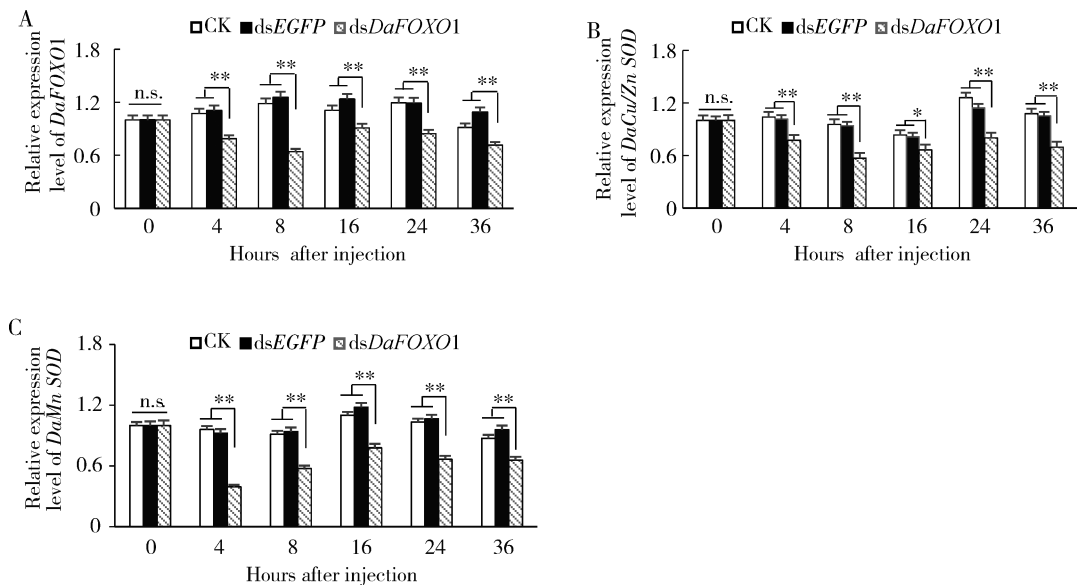 A
CK dsEGFP dsDaFOXO1
Relative expression
level of DaFOXO1
1.8
1.2
0.6
0
n.s. ** ** ** ** **
0 4 8 16 24 36
Hours after injection
B
CK dsEGFP dsDaFOXO1
Relative expression
level of DaCu/Zn SOD
1.8
1.2
0.6
0
n.s. ** ** * ** **
0 4 8 16 24 36
Hours after injection
C
CK dsEGFP dsDaFOXO1
Relative expression
level of DaMn SOD
1.8
1.2
0.6
0
n.s. ** ** ** ** **
0 4 8 16 24 36
Hours after injection